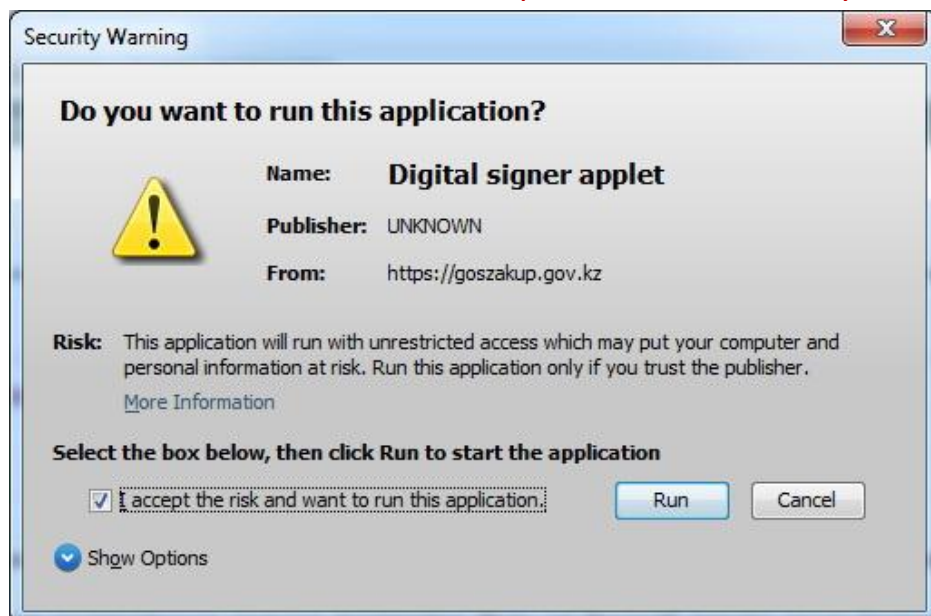 Security Warning
Do you want to run this application?
Name: Digital signer applet
Publisher: UNKNOWN
From: https://goszakup.gov.kz
Risk: This application will run with unrestricted access which may put your computer and
personal information at risk. Run this application only if you trust the publisher.
More Information
Select the box below, then click Run to start the application
I accept the risk and want to run this application.
Run
Cancel
Show Options